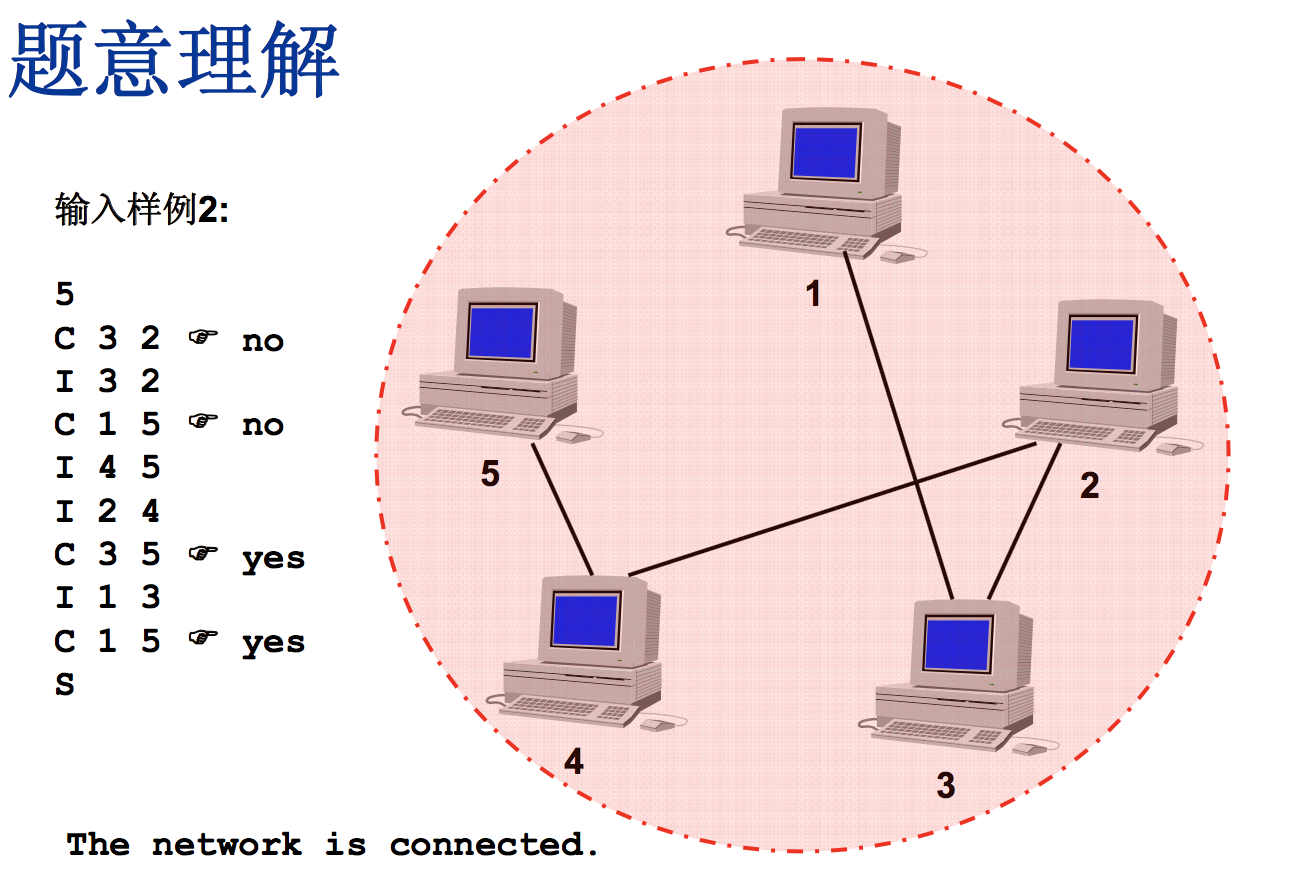 题意理解
输入样例2:
5
C 3 2 ☞ no
I 3 2
C 1 5 ☞ no
I 4 5
I 2 4
C 3 5 ☞ yes
I 1 3
C 1 5 ☞ yes
S
The network is connected.
1
2
5
4
3